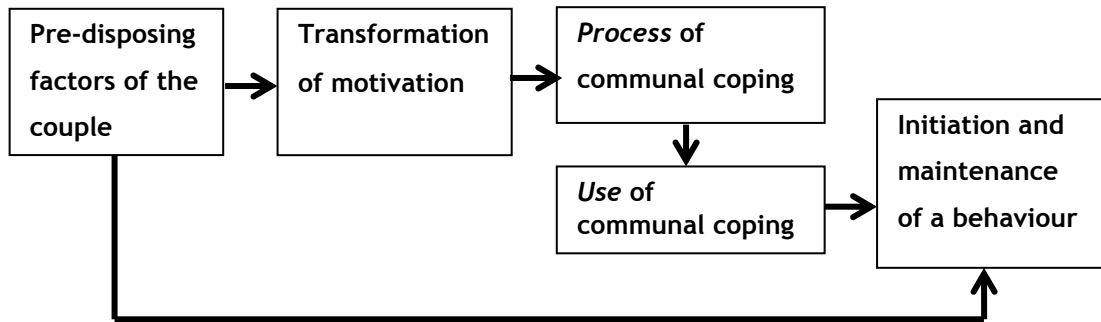 Pre-disposing
factors of the
couple
Transformation
of motivation
Process of
communal coping
Use of
communal coping
Initiation and
maintenance
of a behaviour